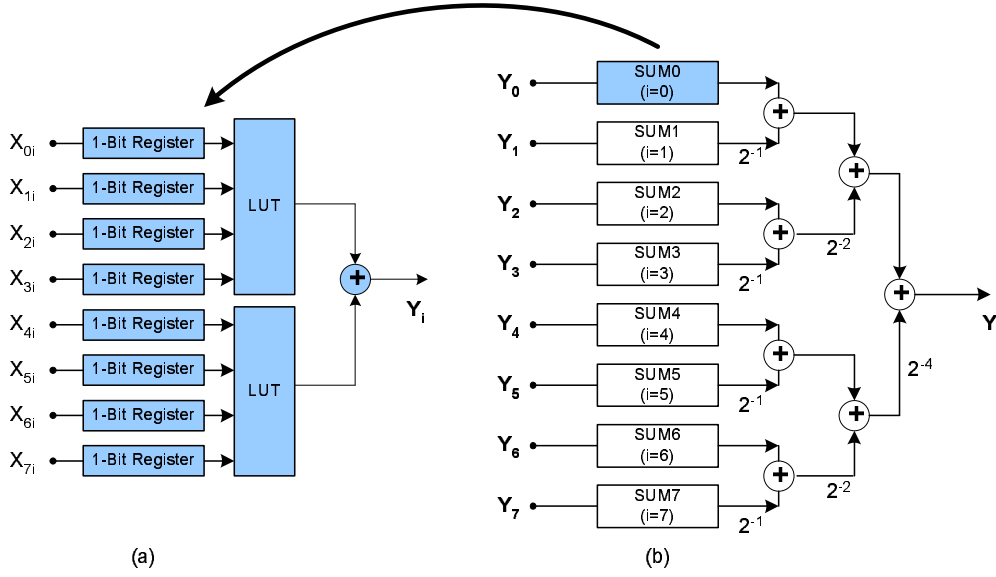 X0i
1-Bit Register
X1i
1-Bit Register
X2i
1-Bit Register
X3i
1-Bit Register
LUT
X4i
1-Bit Register
X5i
1-Bit Register
X6i
1-Bit Register
X7i
1-Bit Register
LUT
+
Yi
(a)
Y0
SUM0
(i=0)
Y1
SUM1
(i=1)
2-1
+
Y2
SUM2
(i=2)
Y3
SUM3
(i=3)
2-1
+
2-2
+
Y4
SUM4
(i=4)
Y5
SUM5
(i=5)
2-1
+
Y6
SUM6
(i=6)
Y7
SUM7
(i=7)
2-1
+
2-2
+
2-4
+
Y
(b)